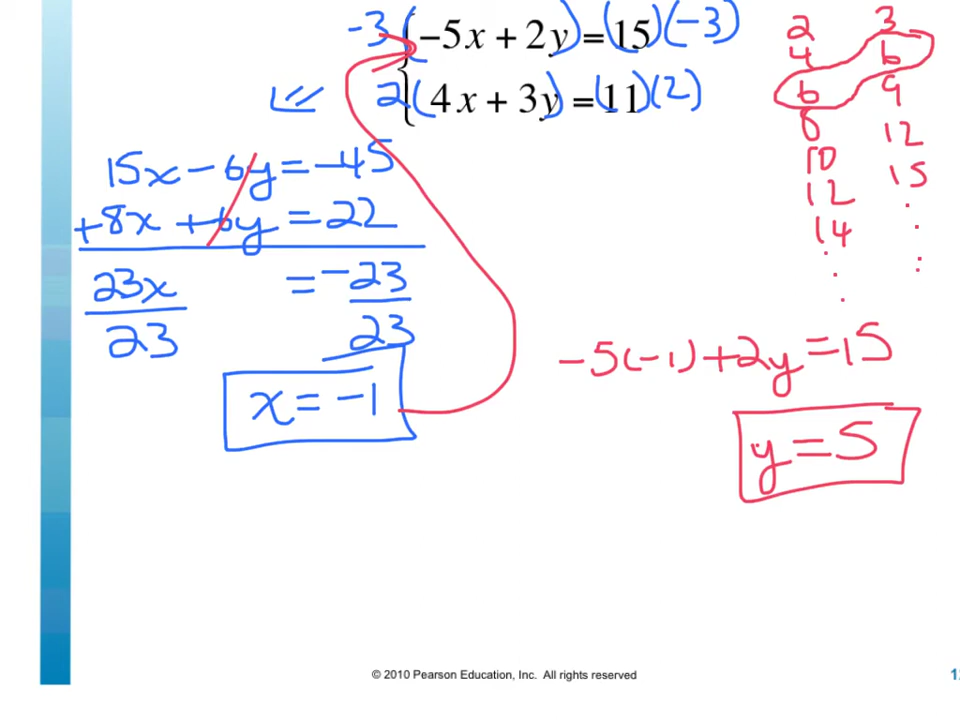 -3(−5x + 2y)=(15)(-3)
2(4x + 3y)=(11)(2)
15x-6y=-45
+8x+6y=22
23x=-23
23 23
x=-1
2 3
4 6
6 9
8 12
10 15
12 .
14 .
. :
.
.
-5(-1)+2y=15
y=5
© 2010 Pearson Education, Inc. All rights reserved